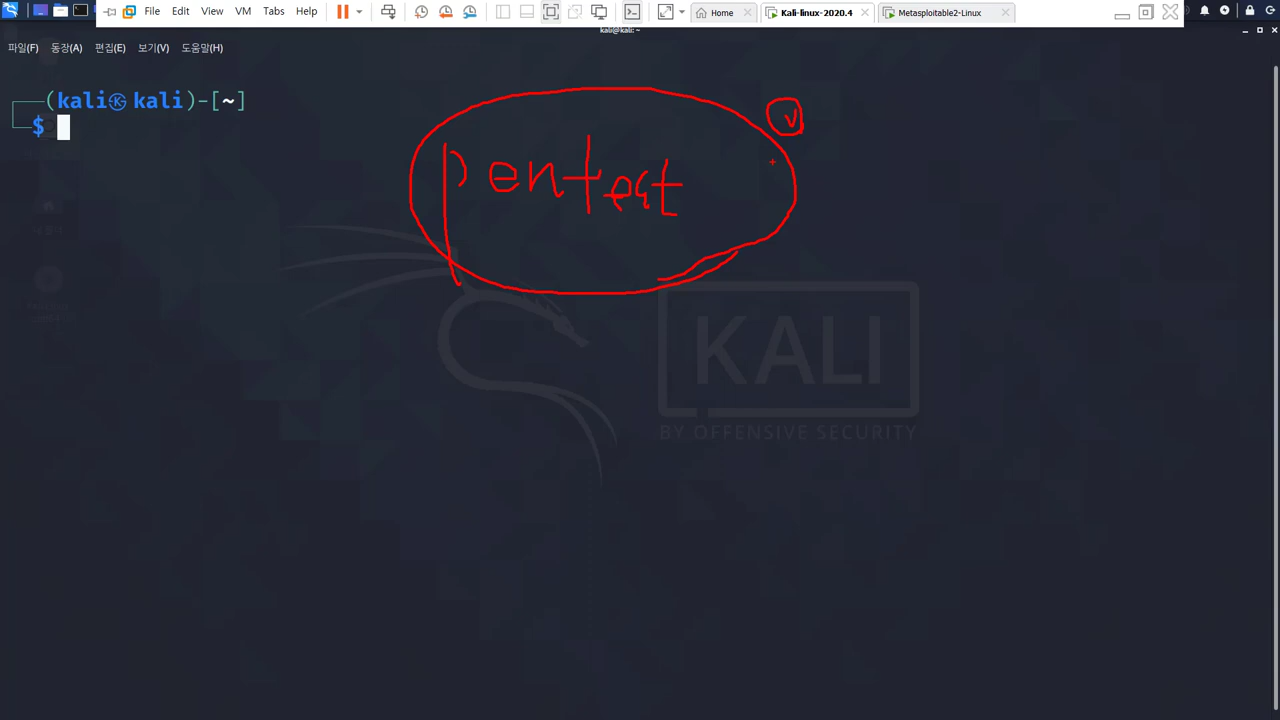 File Edit View VM Tabs Help Home Kali-linux-2020.4 Metasploitable2-Linux
kali@kali: ~
파일(F) 동작(A) 편집(E) 보기(V) 도움말(H)
(kali㉿kali)-[~]
$
v
pentest
KALI
BY OFFENSIVE SECURITY